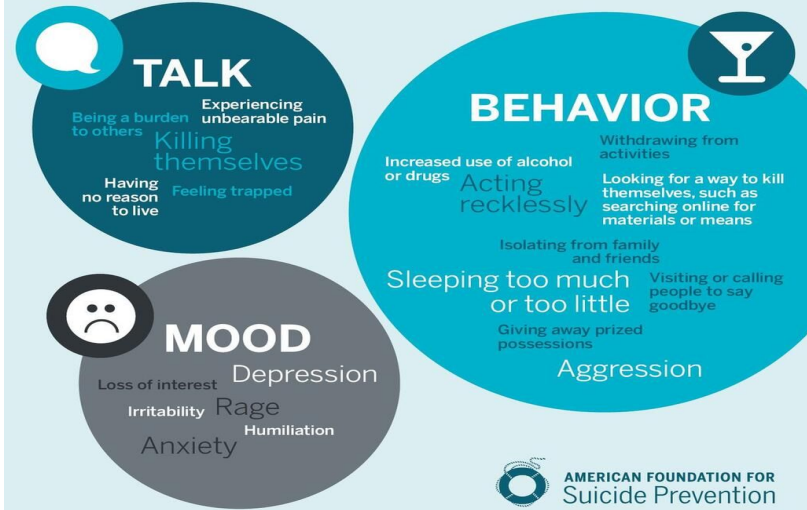 TALK
Being a burden
to others
Experiencing
unbearable pain
Killing
themselves
Having
no reason
to live
Feeling trapped
BEHAVIOR
Withdrawing from
activities
Increased use of alcohol
or drugs
Acting
recklessly
Looking for a way to kill
themselves, such as
searching online for
materials or means
Isolating from family
and friends
Sleeping too much
or too little
Visiting or calling
people to say
goodbye
Giving away prized
possessions
Aggression
MOOD
Loss of interest
Depression
Irritability
Rage
Humiliation
Anxiety
AMERICAN FOUNDATION FOR
Suicide Prevention